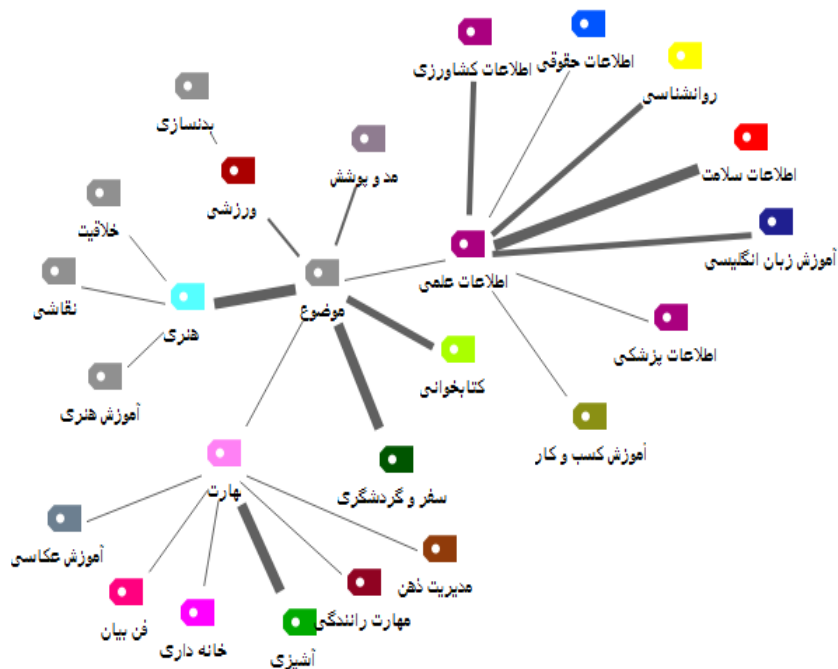 اطلاعات حقوقی
اطلاعات کشاورزی
روانشناسی
بدنسازی
مد و پوشش
اطلاعات سلامت
ورزشی
خلاقیت
آموزش زبان انگلیسی
اطلاعات علمی
نقاشی
موضوع
هنری
اطلاعات پزشکی
کتابخوانی
آموزش هنری
آموزش کسب و کار
سفر و گردشگری
مهارت
آموزش عکاسی
مدیریت ذهن
مهارت رانندگی
فن بیان
خانه داری
آشپزی